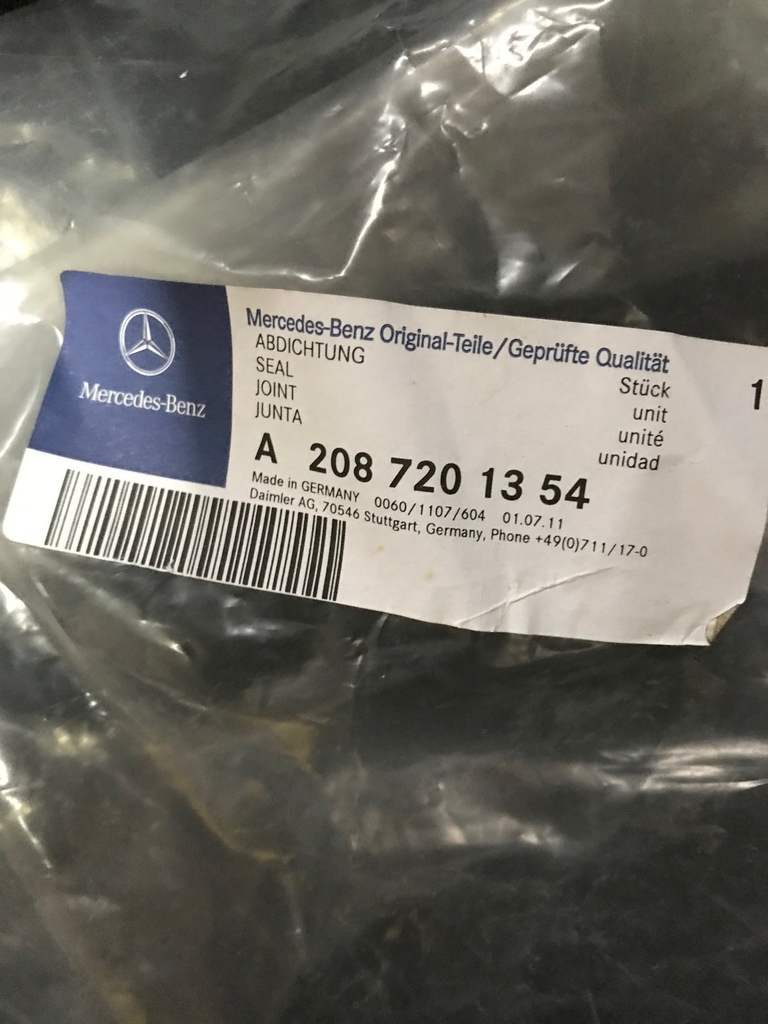 Mercedes-Benz
Mercedes-Benz Original-Teile/Geprüfte Qualität
ABDICHTUNG
SEAL
JOINT
JUNTA
Stück
unit
unité
unidad
1
A 208 720 13 54
Made in GERMANY 0060/1107/604 01.07.11
Daimler AG, 70546 Stuttgart, Germany, Phone +49(0)711/17-0